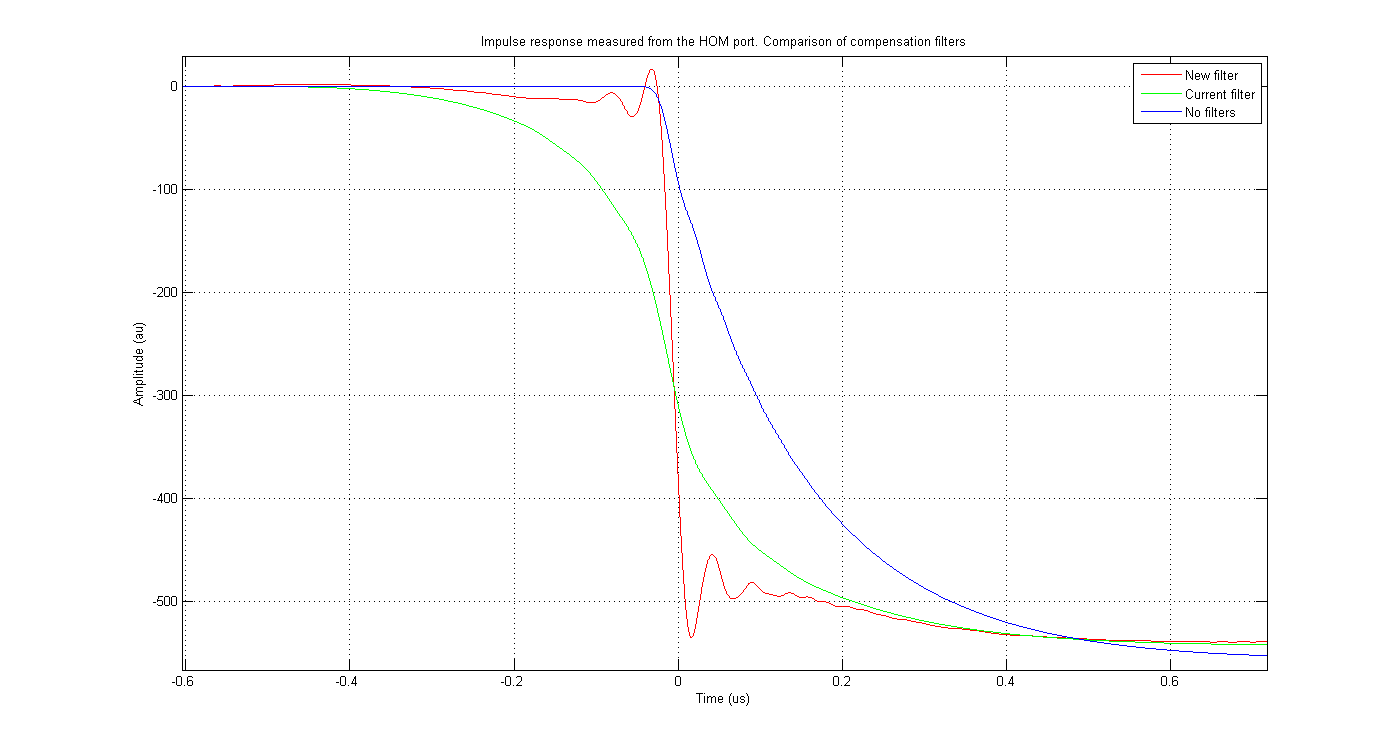 Impulse response measured from the HOM port. Comparison of compensation filters
New filter
Current filter
No filters
0
-100
-200
-300
-400
-500
Amplitude (au)
-0.6
-0.4
-0.2
0
0.2
0.4
0.6
Time (us)